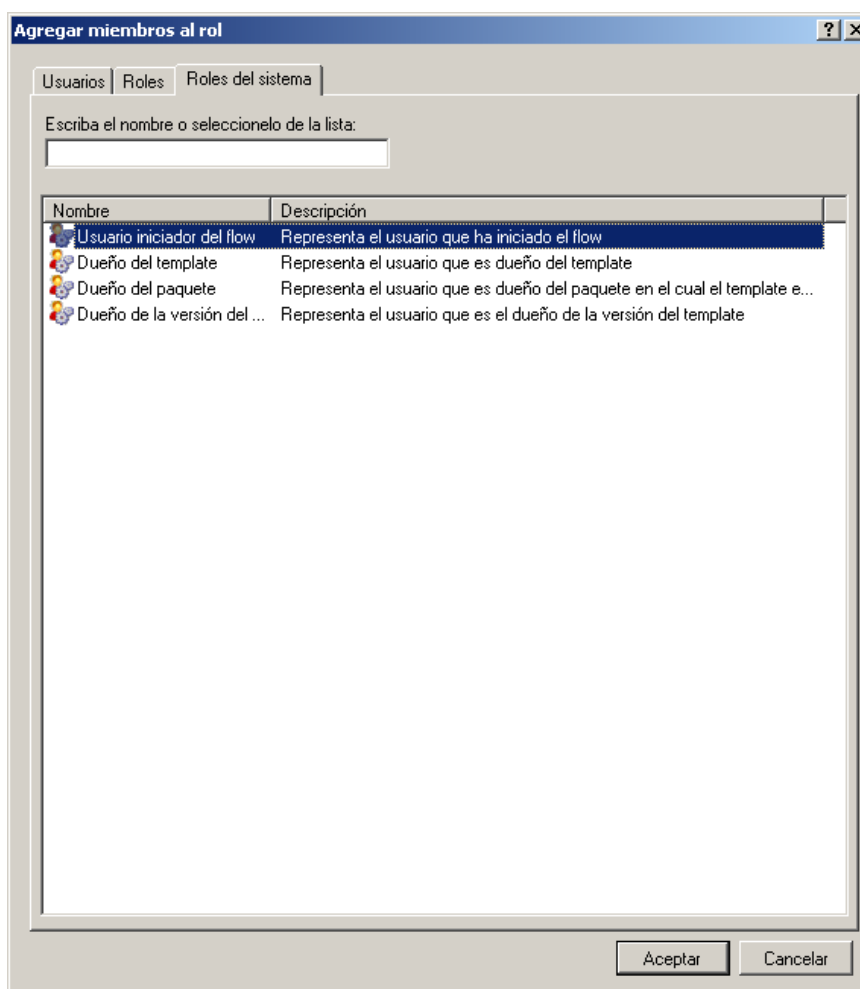 Agregar miembros al rol
Usuarios Roles Roles del sistema
Escriba el nombre o seleccionelo de la lista:
Nombre Descripción
Usuario iniciador del flow Representa el usuario que ha iniciado el flow
Dueño del template Representa el usuario que es dueño del template
Dueño del paquete Representa el usuario que es dueño del paquete en el cual el template e...
Dueño de la versión del ... Representa el usuario que es el dueño de la versión del template
Aceptar Cancelar